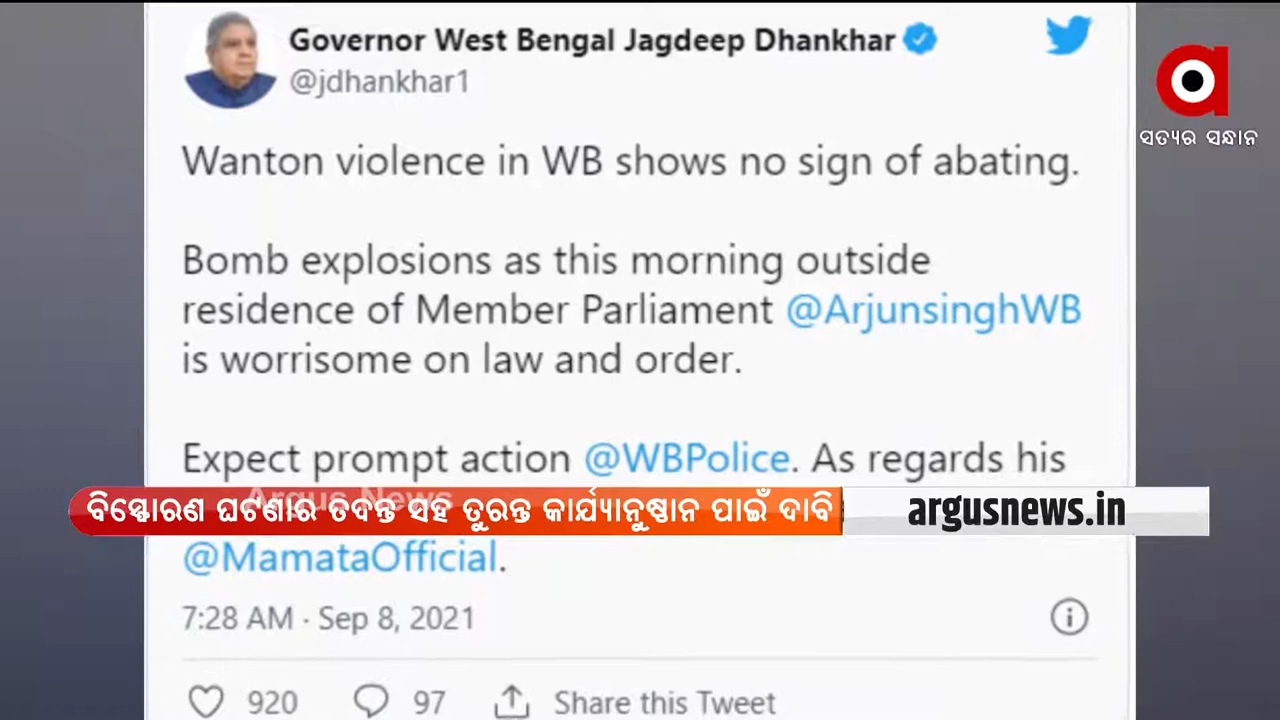 Governor West Bengal Jagdeep Dhankhar
@jdhankhar1
ସତ୍ୟର ସନ୍ଧାନ
Wanton violence in WB shows no sign of abating.
Bomb explosions as this morning outside
residence of Member Parliament @ArjunsinghWB
is worrisome on law and order.
Expect prompt action @WBPolice. As regards his
Argus News
ବିସ୍ଫୋରଣ ଘଟଣାର ତଦନ୍ତ ସହ ତୁରନ୍ତ କାର୍ଯ୍ୟାନୁଷ୍ଠାନ ପାଇଁ ଦାବି
argusnews.in
@MamataOfficial.
7:28 AM · Sep 8, 2021
920 97 Share this Tweet